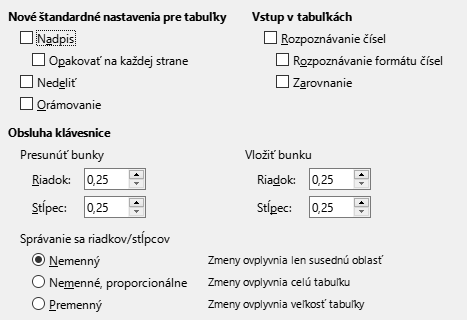 Nové štandardné nastavenia pre tabuľky
Nadpis
Opakovať na každej strane
Nedeliť
Orámovanie
Vstup v tabuľkách
Rozpoznávanie čísel
Rozpoznávanie formátu čísel
Zarovnanie
Obsluha klávesnice
Presunúť bunky
Riadok: 0,25
Stĺpec: 0,25
Vložiť bunku
Riadok: 0,25
Stĺpec: 0,25
Správanie sa riadkov/stĺpcov
Nemenný Zmeny ovplyvnia len susednú oblasť
Nemenné, proporcionálne Zmeny ovplyvnia celú tabuľku
Premenný Zmeny ovplyvnia veľkosť tabuľky